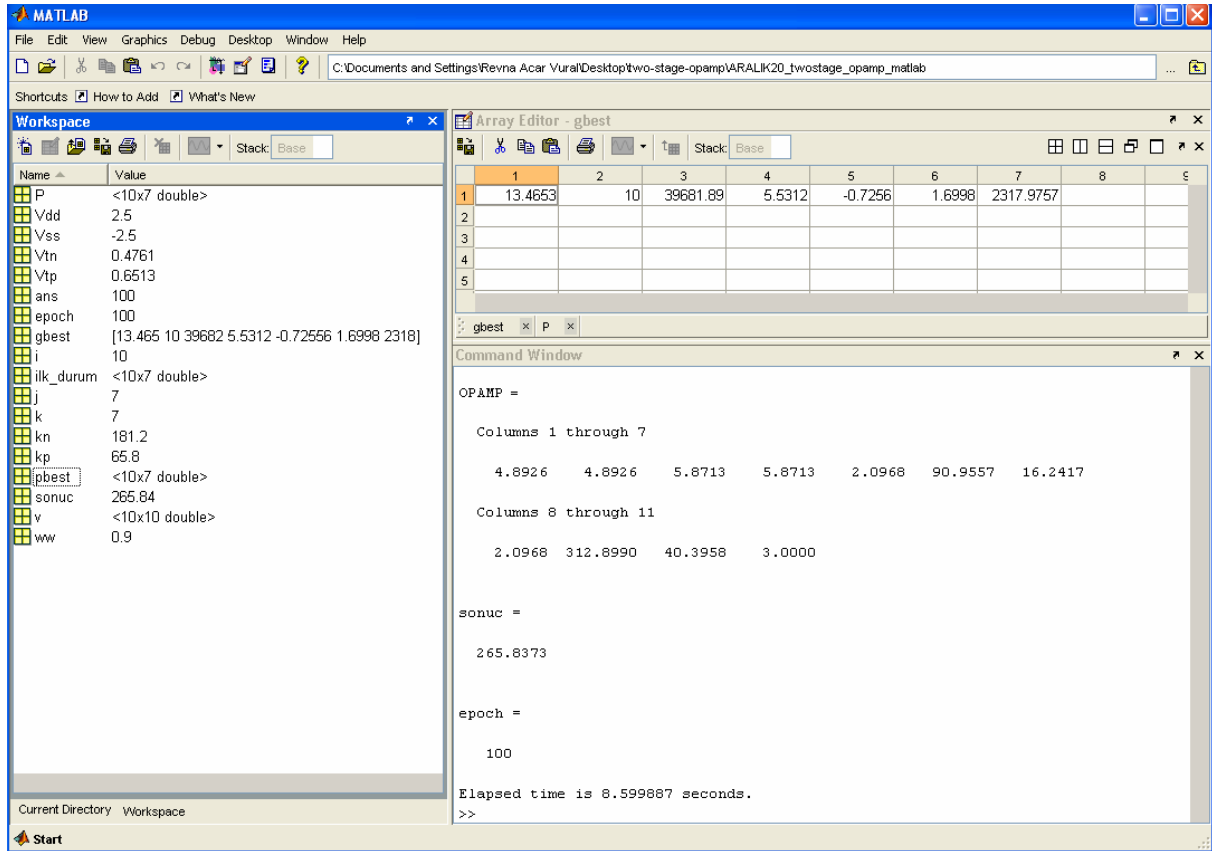 MATLAB
File Edit View Graphics Debug Desktop Window Help
C:\Documents and Settings\Revna Acar Vural\Desktop\two-stage-opamp\ARALIK20_twostage_opamp_matlab ...
Shortcuts How to Add What's New
Workspace
Stack: Base
Name Value
P <10x7 double>
Vdd 2.5
Vss -2.5
Vtn 0.4761
Vtp 0.6513
ans 100
epoch 100
gbest [13.465 10 39682 5.5312 -0.72556 1.6998 2318]
i 10
ilk_durum <10x7 double>
j 7
k 7
kn 181.2
kp 65.8
pbest <10x7 double>
sonuc 265.84
v <10x10 double>
ww 0.9
Current Directory Workspace
Start
Array Editor - gbest
Stack: Base
1 2 3 4 5 6 7 8 9
1 13.4653 10 39681.89 5.5312 -0.7256 1.6998 2317.9757
2
3
4
5
gbest × P ×
Command Window
OPAMP =
Columns 1 through 7
4.8926 4.8926 5.8713 5.8713 2.0968 90.9557 16.2417
Columns 8 through 11
2.0968 312.8990 40.3958 3.0000
sonuc =
265.8373
epoch =
100
Elapsed time is 8.599887 seconds.
>>